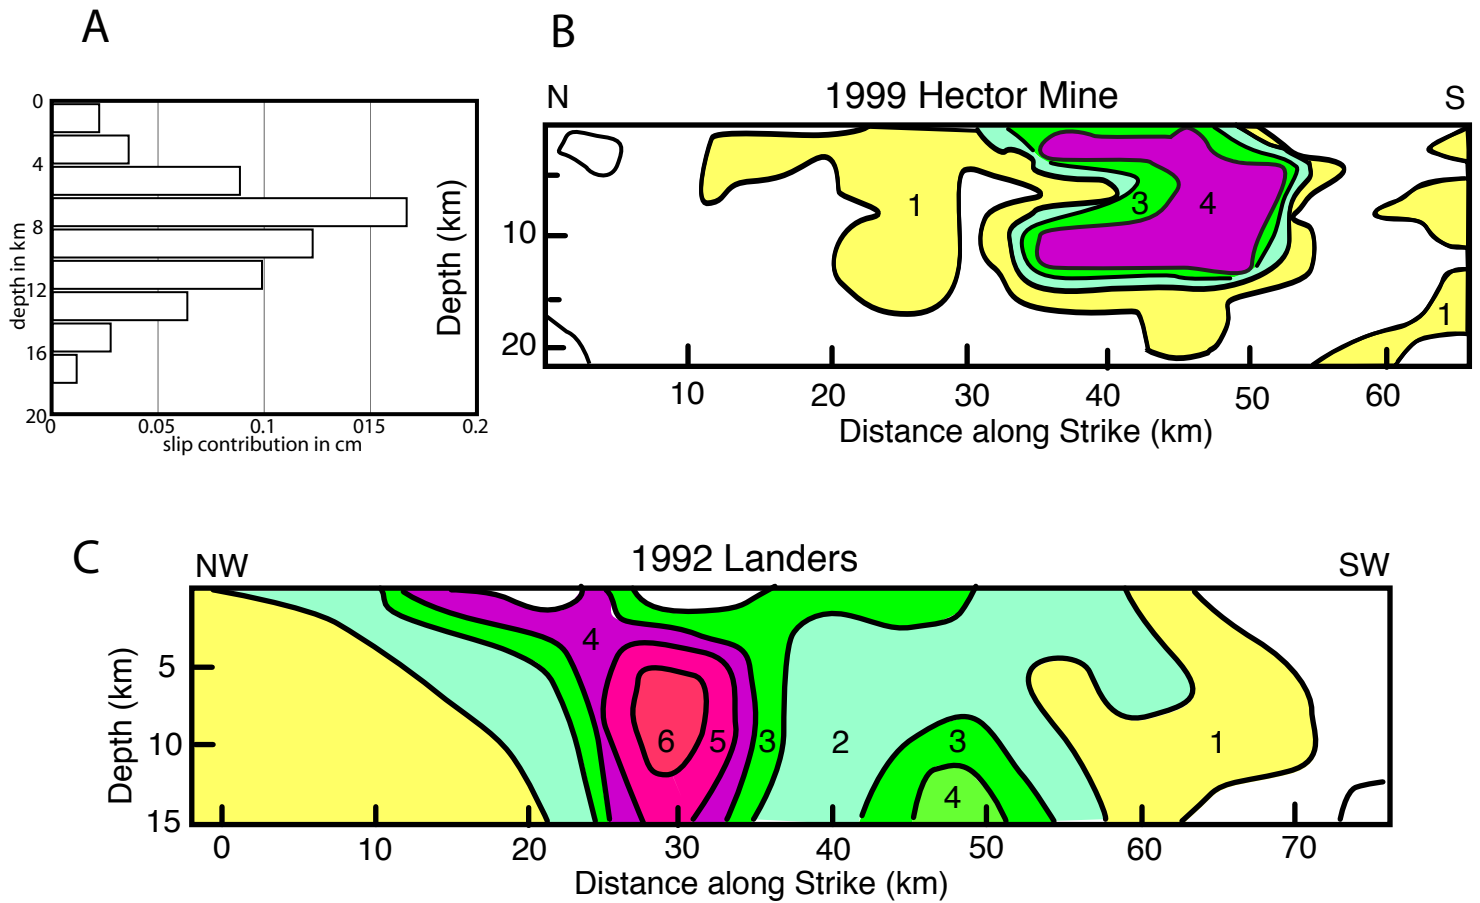 A
0
4
8
12
16
20
depth in km
0 0.05 0.1 015 0.2
slip contribution in cm
B
1999 Hector Mine
N S
Depth (km)
10
20
1 3 4 1
10 20 30 40 50 60
Distance along Strike (km)
C
1992 Landers
NW SW
Depth (km)
5
10
15
4
6 5 3 2 3 1
4
0 10 20 30 40 50 60 70
Distance along Strike (km)